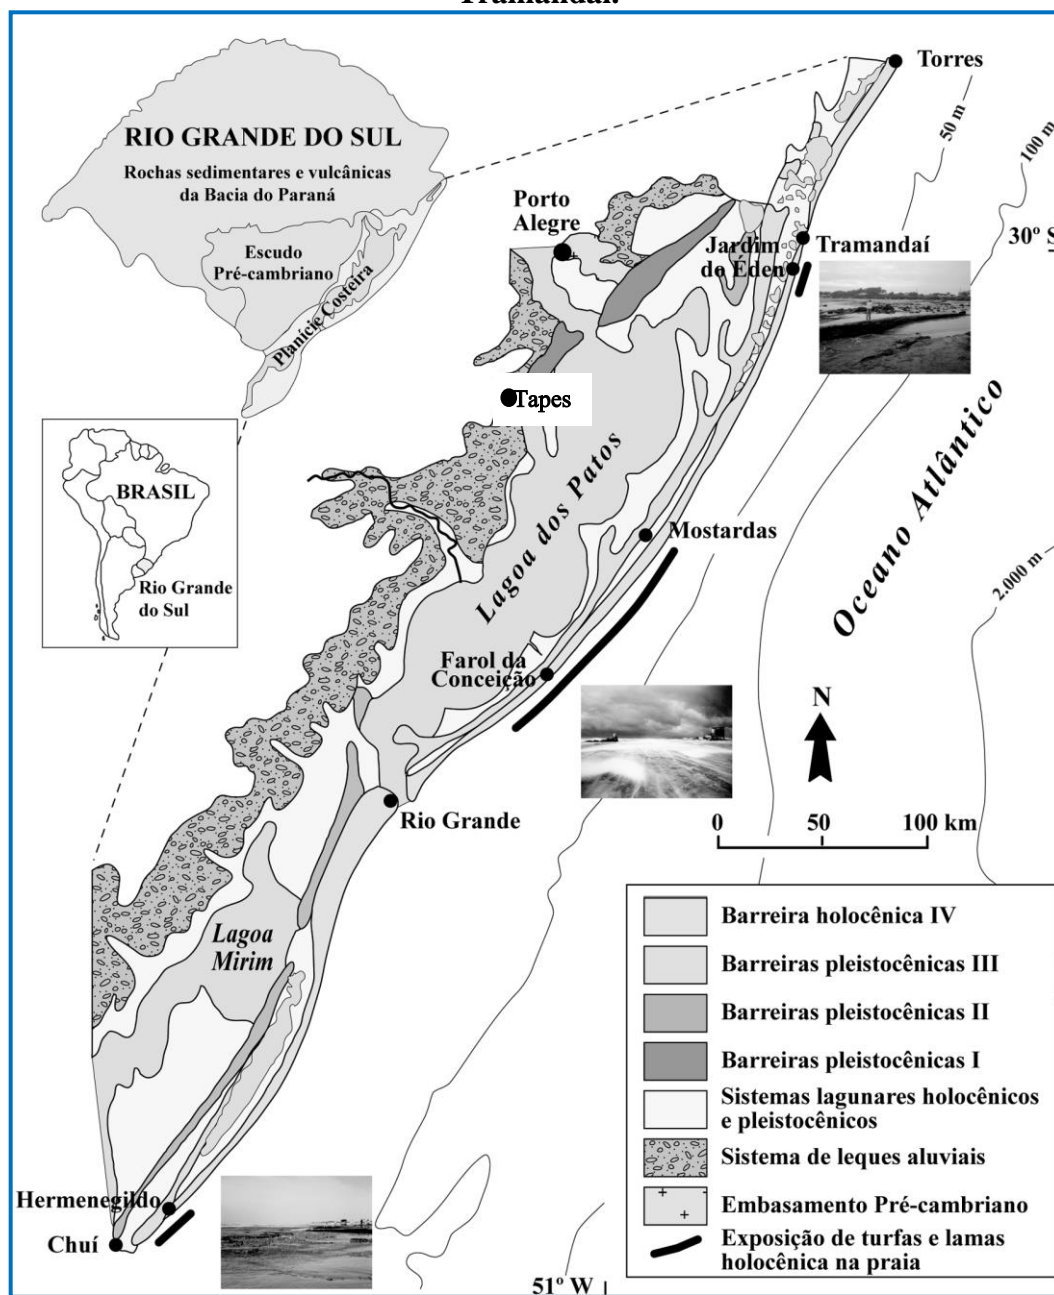 Tramandaí.
RIO GRANDE DO SUL
Rochas sedimentares e vulcânicas
da Bacia do Paraná
Escudo
Pré-cambriano
Planície Costeira
BRASIL
Rio Grande
do Sul
Torres
50 m
100 m
Porto
Alegre
30º S
Jardim
do Éden
Tramandaí
Tapes
Lagoa dos Patos
Mostardas
Oceano Atlântico
2.000 m
Farol da
Conceição
N
Rio Grande
0 50 100 km
Lagoa
Mirim
Hermenegildo
Chuí
51º W
Barreira holocênica IV
Barreiras pleistocênicas III
Barreiras pleistocênicas II
Barreiras pleistocênicas I
Sistemas lagunares holocênicos
e pleistocênicos
Sistema de leques aluviais
Embasamento Pré-cambriano
Exposição de turfas e lamas
holocênica na praia